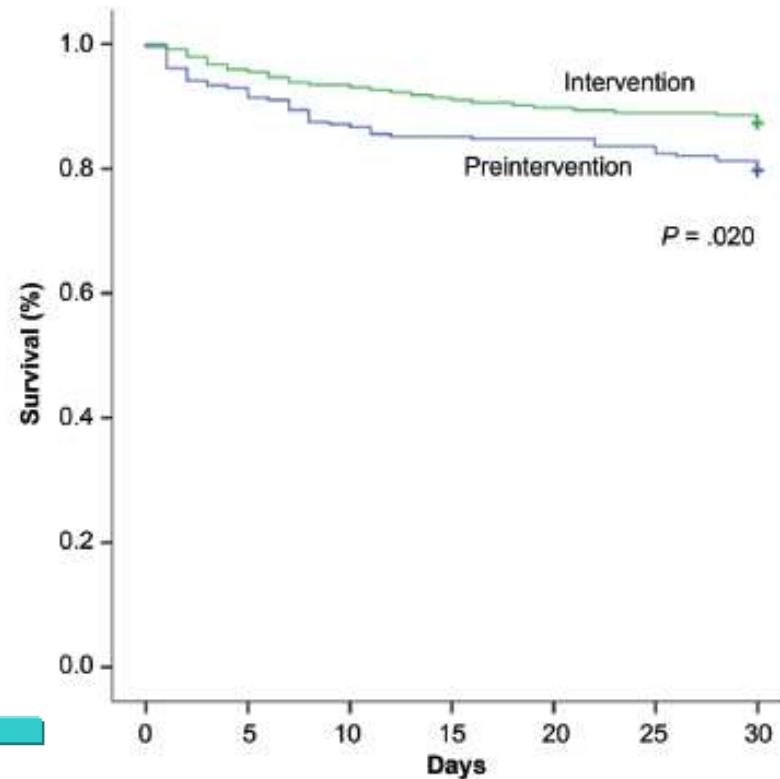 1.0
Intervention
0.8
Preintervention
P = .020
0.6
Survival (%)
0.4
0.2
0.0
0 5 10 15 20 25 30
Days